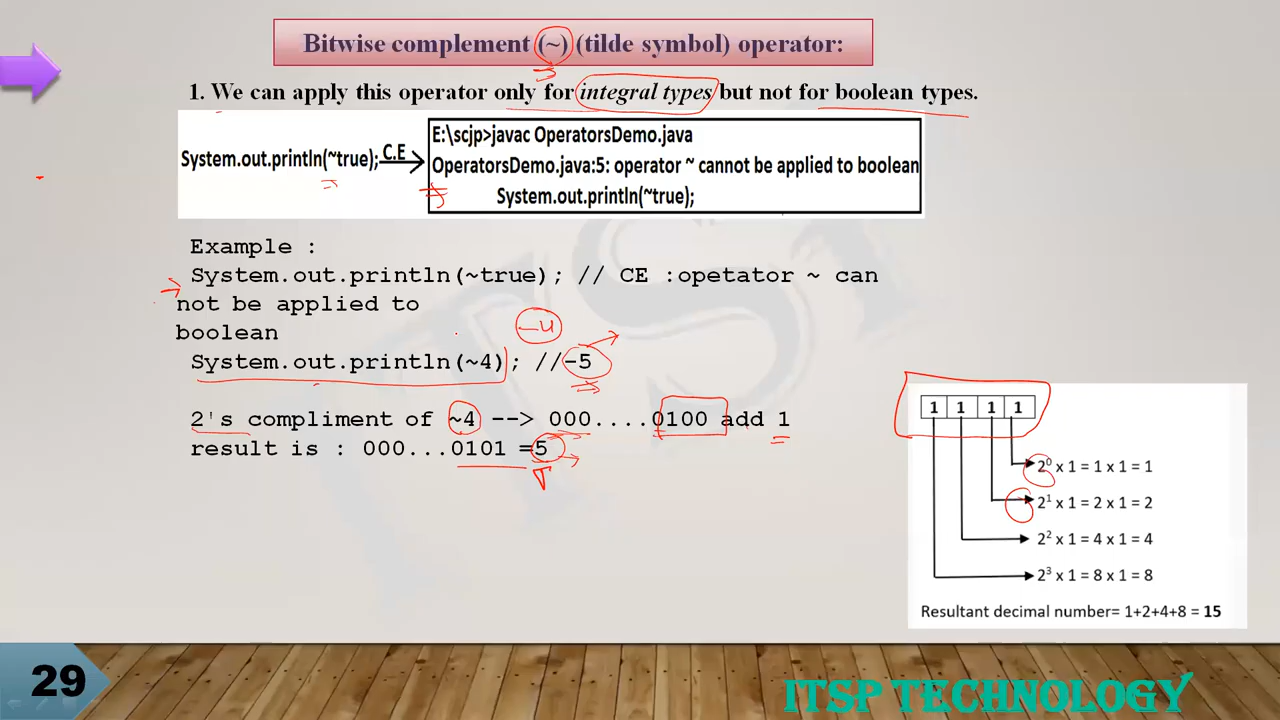 Bitwise complement (~) (tilde symbol) operator:
1. We can apply this operator only for integral types but not for boolean types.
System.out.println(~true); C.E
E:\scjp>javac OperatorsDemo.java
OperatorsDemo.java:5: operator ~ cannot be applied to boolean
System.out.println(~true);
Example :
System.out.println(~true); // CE :opetator ~ can
not be applied to
boolean
-4
System.out.println(~4); //-5
2's compliment of ~4 --> 000....0100 add 1
result is : 000...0101 =5
1 1 1 1
2⁰ x 1 = 1 x 1 = 1
2¹ x 1 = 2 x 1 = 2
2² x 1 = 4 x 1 = 4
2³ x 1 = 8 x 1 = 8
Resultant decimal number= 1+2+4+8 = 15
29
ITSP TECHNOLOGY